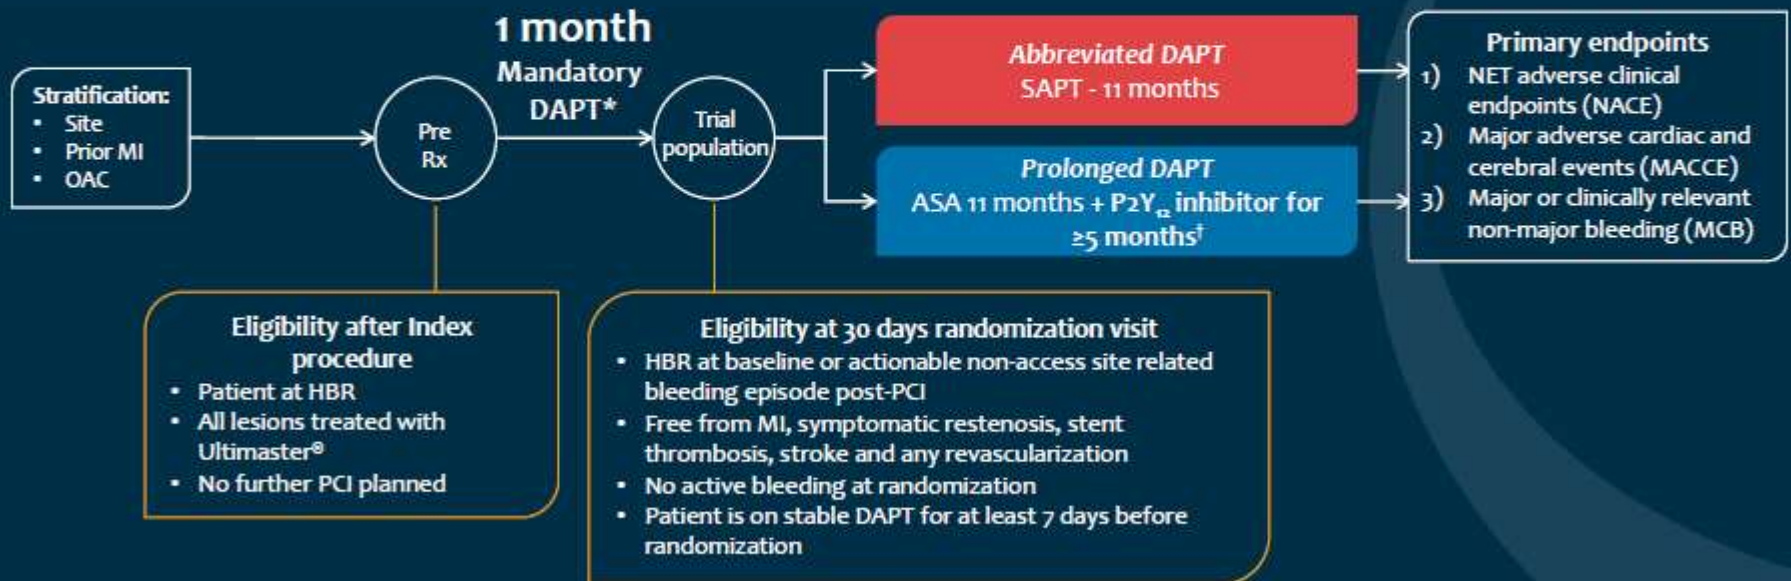 Stratification:
• Site
• Prior MI
• OAC
Pre
Rx
1 month
Mandatory
DAPT*
Trial
population
Abbreviated DAPT
SAPT - 11 months
Prolonged DAPT
ASA 11 months + P2Y₁₂ inhibitor for
≥5 months†
Primary endpoints
1) NET adverse clinical
endpoints (NACE)
2) Major adverse cardiac and
cerebral events (MACCE)
3) Major or clinically relevant
non-major bleeding (MCB)
Eligibility after Index
procedure
• Patient at HBR
• All lesions treated with
Ultimaster®
• No further PCI planned
Eligibility at 30 days randomization visit
• HBR at baseline or actionable non-access site related
bleeding episode post-PCI
• Free from MI, symptomatic restenosis, stent
thrombosis, stroke and any revascularization
• No active bleeding at randomization
• Patient is on stable DAPT for at least 7 days before
randomization